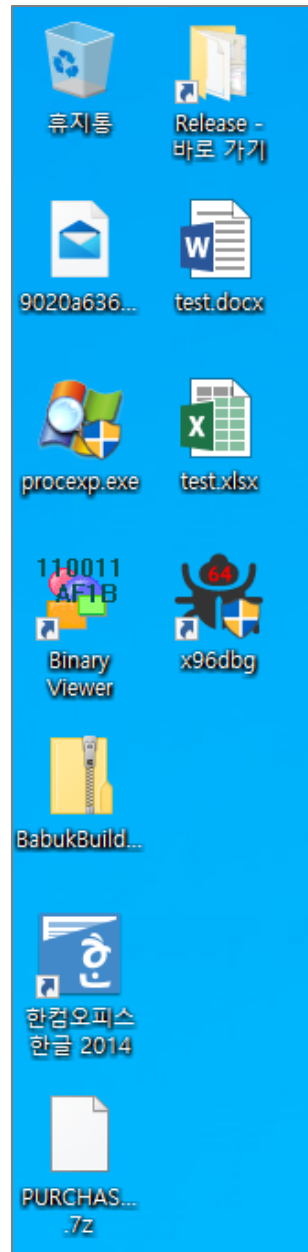 휴지통
Release -
바로 가기
9020a636...
test.docx
procexp.exe
test.xlsx
110011
AF1B
Binary
Viewer
64
x96dbg
BabukBuild...
한컴오피스
한글 2014
PURCHAS...
.7z